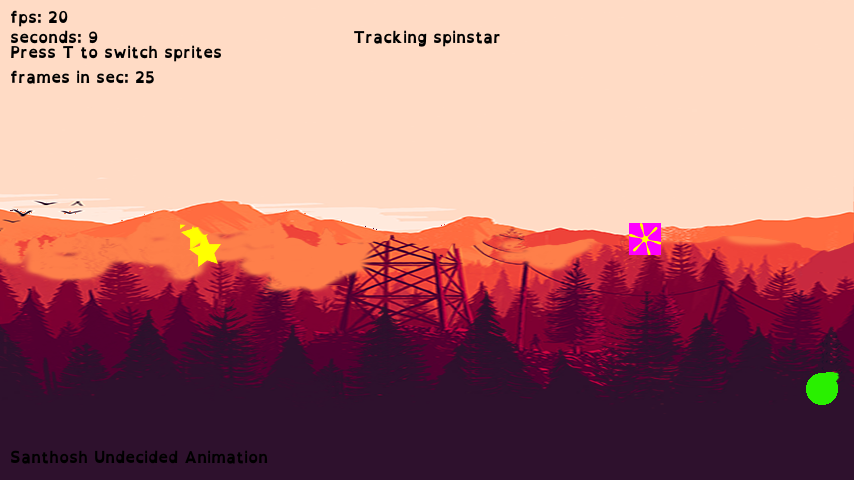 fps: 20
seconds: 9
Tracking spinstar
Press T to switch sprites
frames in sec: 25
Santhosh Undecided Animation